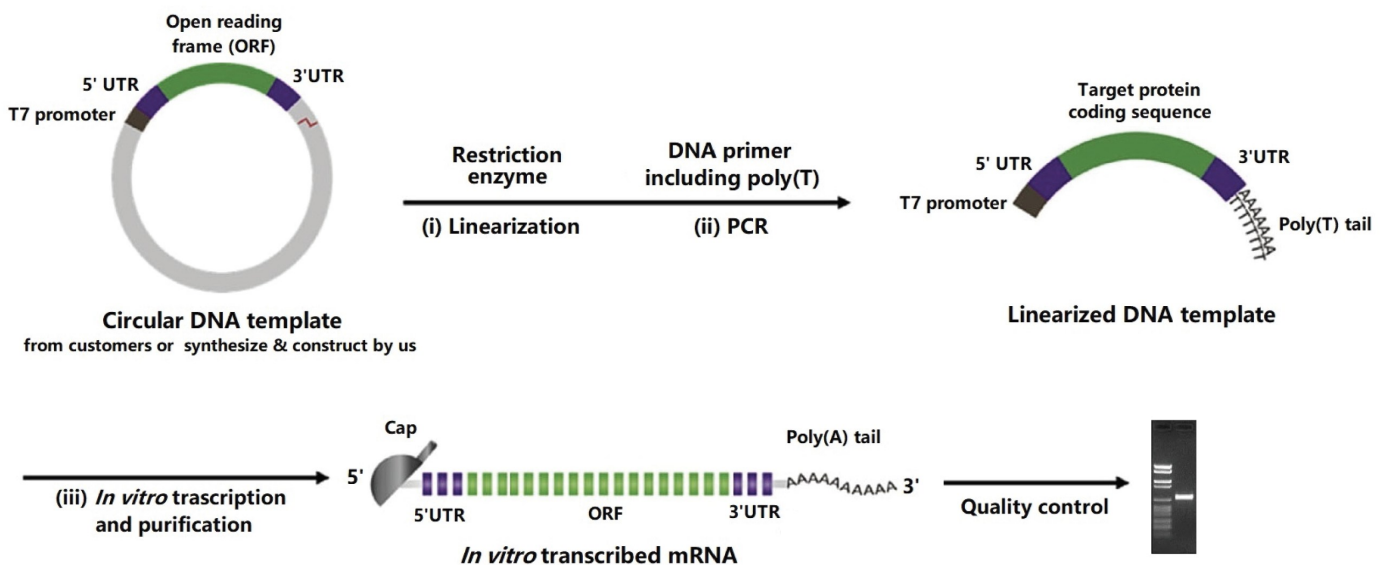 Open reading
frame (ORF)
5' UTR
3'UTR
T7 promoter
Circular DNA template
from customers or synthesize & construct by us
Restriction
enzyme
DNA primer
including poly(T)
(i) Linearization
(ii) PCR
Target protein
coding sequence
5' UTR
3'UTR
T7 promoter
AAAAAAA
TTTTTTT
Poly(T) tail
Linearized DNA template
(iii) In vitro trascription
and purification
Cap
Poly(A) tail
5'
AAAAAAAAAAA
3'
5'UTR
ORF
3'UTR
In vitro transcribed mRNA
Quality control